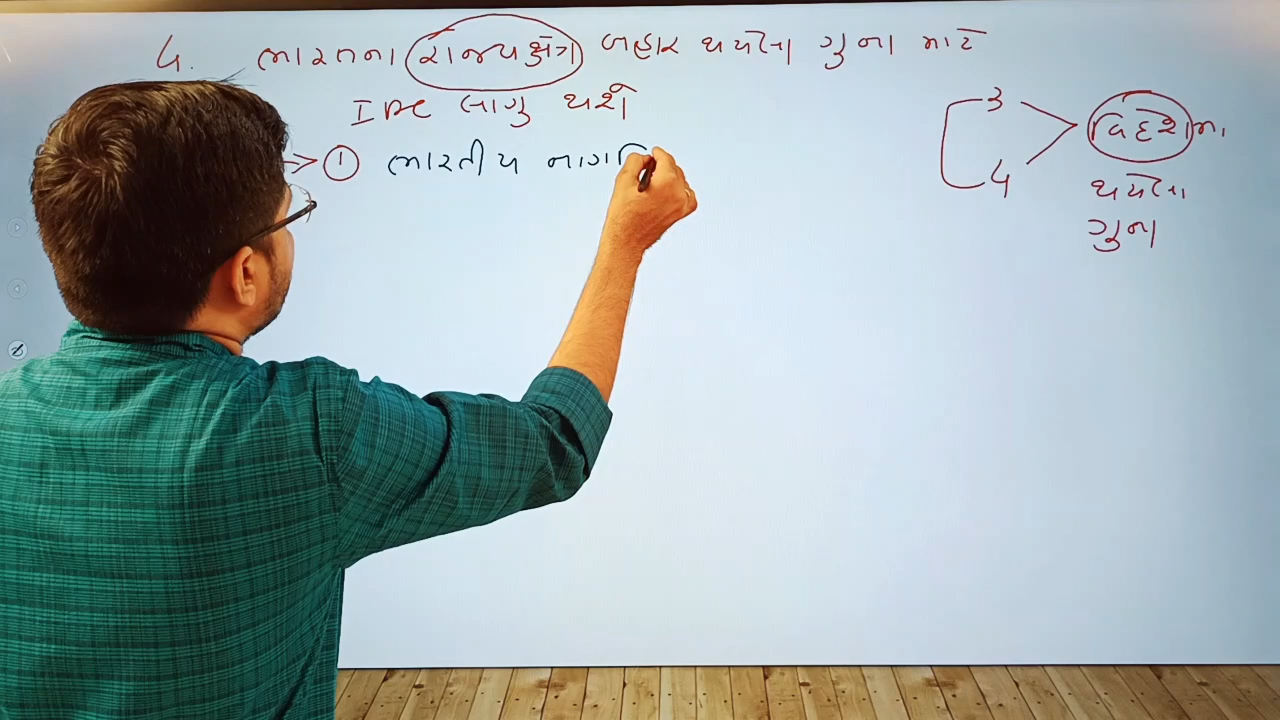 4. ભારતના રાજ્યક્ષેત્ર બહાર થયેલા ગુના માટે
IPC લાગુ થશે
→ ① ભારતીય નાગરિ
3
4
વિદેશમાં
થયેલા
ગુના